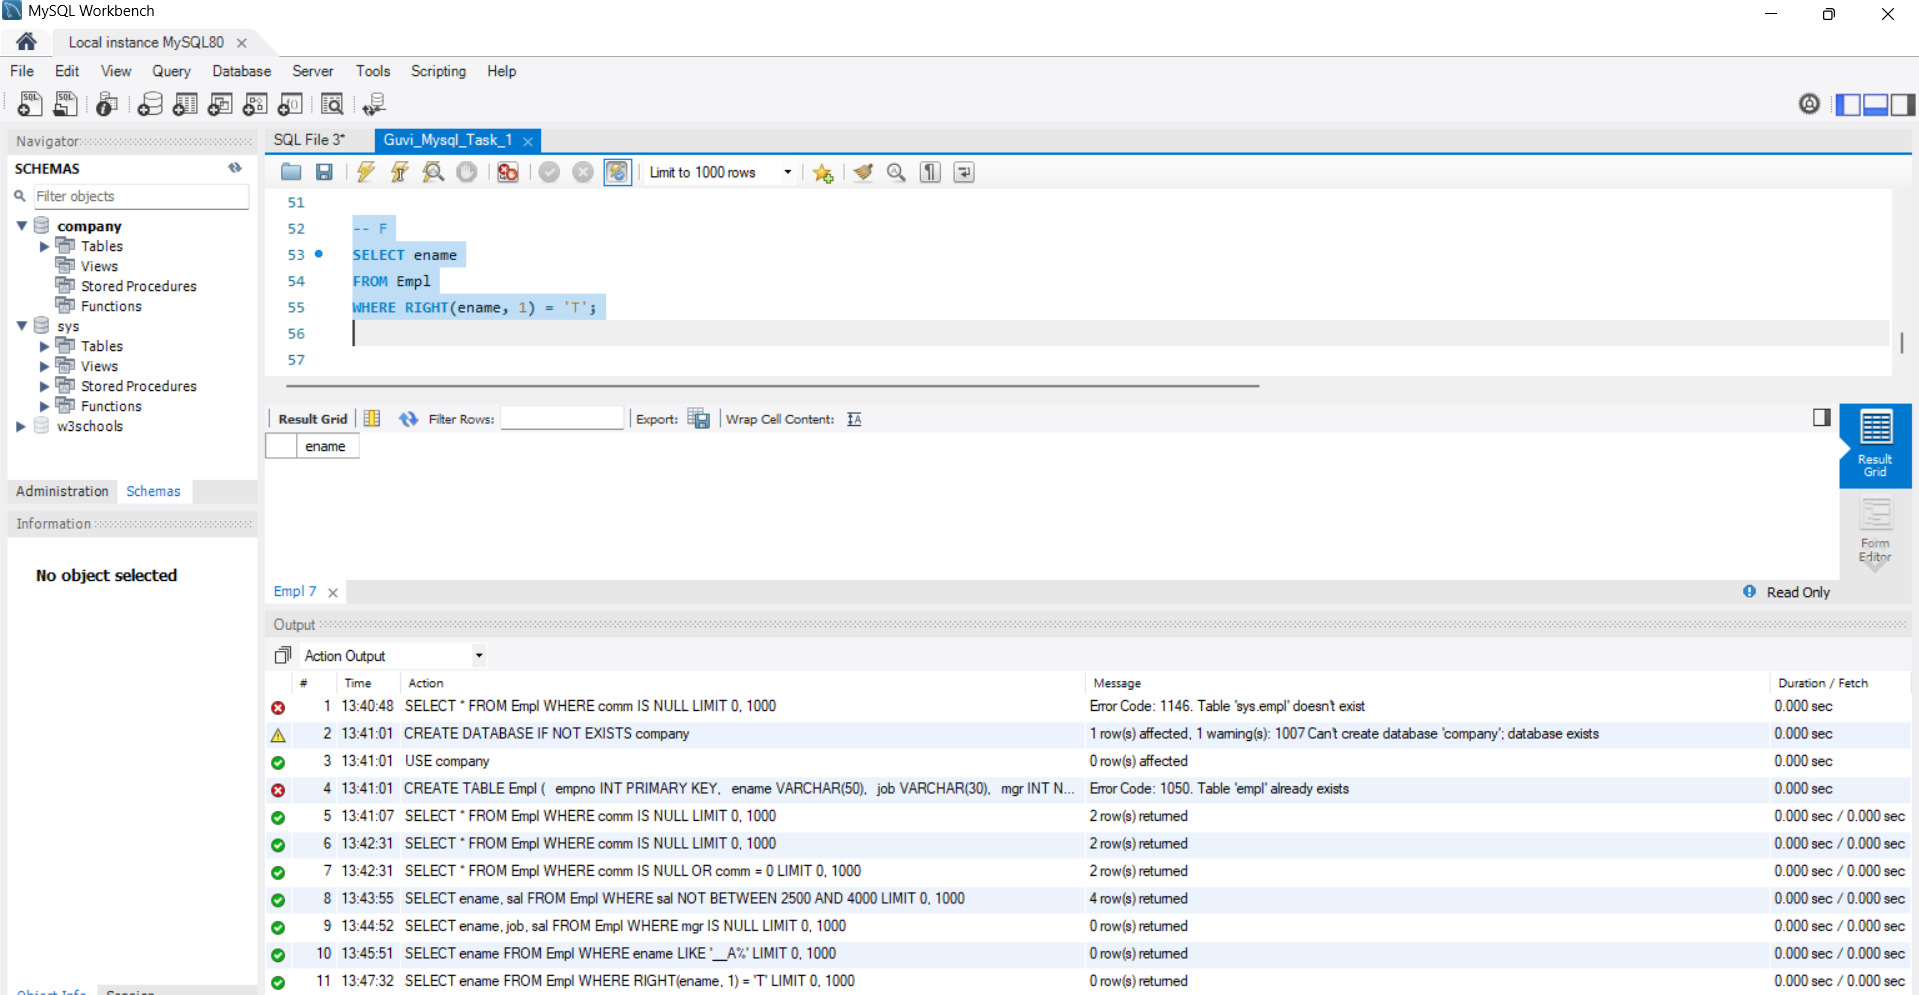 MySQL Workbench
Local instance MySQL80
File Edit View Query Database Server Tools Scripting Help
Navigator
SCHEMAS
Filter objects
company
Tables
Views
Stored Procedures
Functions
sys
Tables
Views
Stored Procedures
Functions
w3schools
Administration Schemas
Information
No object selected
SQL File 3* Guvi_Mysql_Task_1
Limit to 1000 rows
51
52 -- F
53 SELECT ename
54 FROM Empl
55 WHERE RIGHT(ename, 1) = 'T';
56
57
Result Grid Filter Rows: Export: Wrap Cell Content:
ename
Result
Grid
Form
Editor
Empl 7 Read Only
Output
Action Output
# Time Action Message Duration / Fetch
1 13:40:48 SELECT * FROM Empl WHERE comm IS NULL LIMIT 0, 1000 Error Code: 1146. Table 'sys.empl' doesn't exist 0.000 sec
2 13:41:01 CREATE DATABASE IF NOT EXISTS company 1 row(s) affected, 1 warning(s): 1007 Can't create database 'company'; database exists 0.000 sec
3 13:41:01 USE company 0 row(s) affected 0.000 sec
4 13:41:01 CREATE TABLE Empl ( empno INT PRIMARY KEY, ename VARCHAR(50), job VARCHAR(30), mgr INT N... Error Code: 1050. Table 'empl' already exists 0.000 sec
5 13:41:07 SELECT * FROM Empl WHERE comm IS NULL LIMIT 0, 1000 2 row(s) returned 0.000 sec / 0.000 sec
6 13:42:31 SELECT * FROM Empl WHERE comm IS NULL LIMIT 0, 1000 2 row(s) returned 0.000 sec / 0.000 sec
7 13:42:31 SELECT * FROM Empl WHERE comm IS NULL OR comm = 0 LIMIT 0, 1000 2 row(s) returned 0.000 sec / 0.000 sec
8 13:43:55 SELECT ename, sal FROM Empl WHERE sal NOT BETWEEN 2500 AND 4000 LIMIT 0, 1000 4 row(s) returned 0.000 sec / 0.000 sec
9 13:44:52 SELECT ename, job, sal FROM Empl WHERE mgr IS NULL LIMIT 0, 1000 0 row(s) returned 0.000 sec / 0.000 sec
10 13:45:51 SELECT ename FROM Empl WHERE ename LIKE '__A%' LIMIT 0, 1000 0 row(s) returned 0.000 sec / 0.000 sec
11 13:47:32 SELECT ename FROM Empl WHERE RIGHT(ename, 1) = 'T' LIMIT 0, 1000 0 row(s) returned 0.000 sec / 0.000 sec
Object Info Session